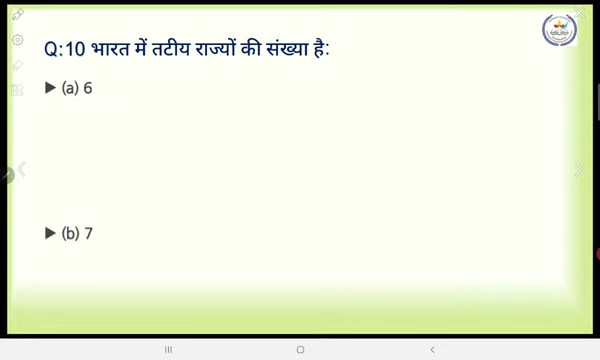 Q:10 भारत में तटीय राज्यों की संख्या है:
▶ (a) 6
▶ (b) 7